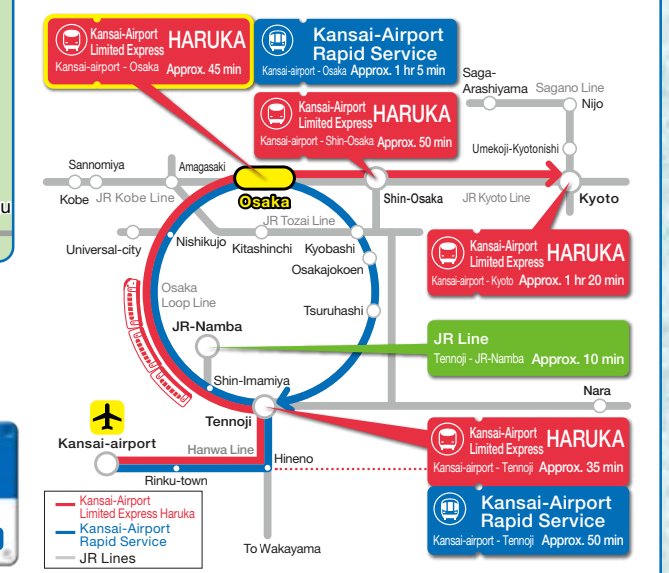 Kansai-Airport
Limited Express HARUKA
Kansai-airport - Osaka Approx. 45 min
Kansai-Airport
Rapid Service
Kansai-airport - Osaka Approx. 1 hr 5 min
Kansai-Airport
Limited Express HARUKA
Kansai-airport - Shin-Osaka Approx. 50 min
Saga-
Arashiyama
Sagano Line
Nijo
Umekoji-Kyotonishi
Sannomiya
Amagasaki
Kobe
JR Kobe Line
Osaka
Shin-Osaka
JR Kyoto Line
Kyoto
u
JR Tozai Line
Universal-city
Nishikujo
Kitashinchi
Kyobashi
Osakajokoen
Kansai-Airport
Limited Express HARUKA
Kansai-airport - Kyoto Approx. 1 hr 20 min
Osaka
Loop Line
Tsuruhashi
JR-Namba
JR Line
Tennoji - JR-Namba Approx. 10 min
Shin-Imamiya
Tennoji
Nara
Kansai-airport
Hanwa Line
Hineno
Rinku-town
Kansai-Airport
Limited Express HARUKA
Kansai-airport - Tennoji Approx. 35 min
Kansai-Airport
Rapid Service
Kansai-airport - Tennoji Approx. 50 min
Kansai-Airport
Limited Express Haruka
Kansai-Airport
Rapid Service
JR Lines
To Wakayama